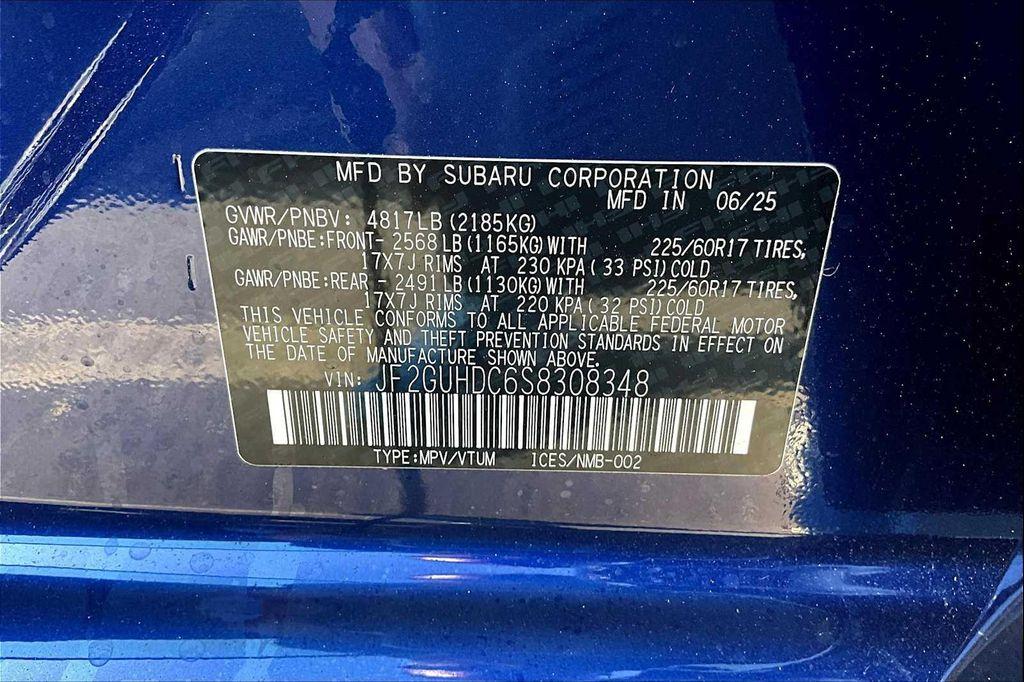 MFD BY SUBARU CORPORATION
MFD IN 06/25
GVWR/PNBV: 4817LB (2185KG)
GAWR/PNBE:FRONT- 2568 LB (1165KG) WITH 225/60R17 TIRES,
17X7J RIMS AT 230 KPA ( 33 PSI) COLD
GAWR/PNBE:REAR - 2491 LB (1130KG) WITH 225/60R17 TIRES,
17X7J RIMS AT 220 KPA ( 32 PSI) COLD
THIS VEHICLE CONFORMS TO ALL APPLICABLE FEDERAL MOTOR
VEHICLE SAFETY AND THEFT PREVENTION STANDARDS IN EFFECT ON
THE DATE OF MANUFACTURE SHOWN ABOVE.
VIN: JF2GUHDC6S8308348
TYPE:MPV/VTUM ICES/NMB-002